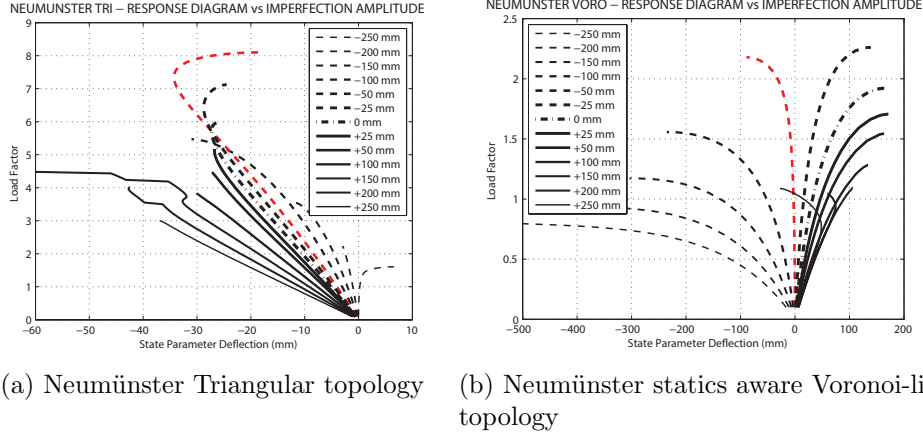 NEUMUNSTER TRI – RESPONSE DIAGRAM vs IMPERFECTION AMPLITUDE
9
8
7
6
5
4
3
2
1
0
Load Factor
−60
−50
−40
−30
−20
−10
0
10
State Parameter Deflection (mm)
−250 mm
−200 mm
−150 mm
−100 mm
−50 mm
−25 mm
0 mm
+25 mm
+50 mm
+100 mm
+150 mm
+200 mm
+250 mm
(a) Neumünster Triangular topology
NEUMUNSTER VORO – RESPONSE DIAGRAM vs IMPERFECTION AMPLITUDE
2.5
2
1.5
1
0.5
0
Load Factor
−500
−400
−300
−200
−100
0
100
200
State Parameter Deflection (mm)
−250 mm
−200 mm
−150 mm
−100 mm
−50 mm
−25 mm
0 mm
+25 mm
+50 mm
+100 mm
+150 mm
+200 mm
+250 mm
(b) Neumünster statics aware Voronoi-li
topology